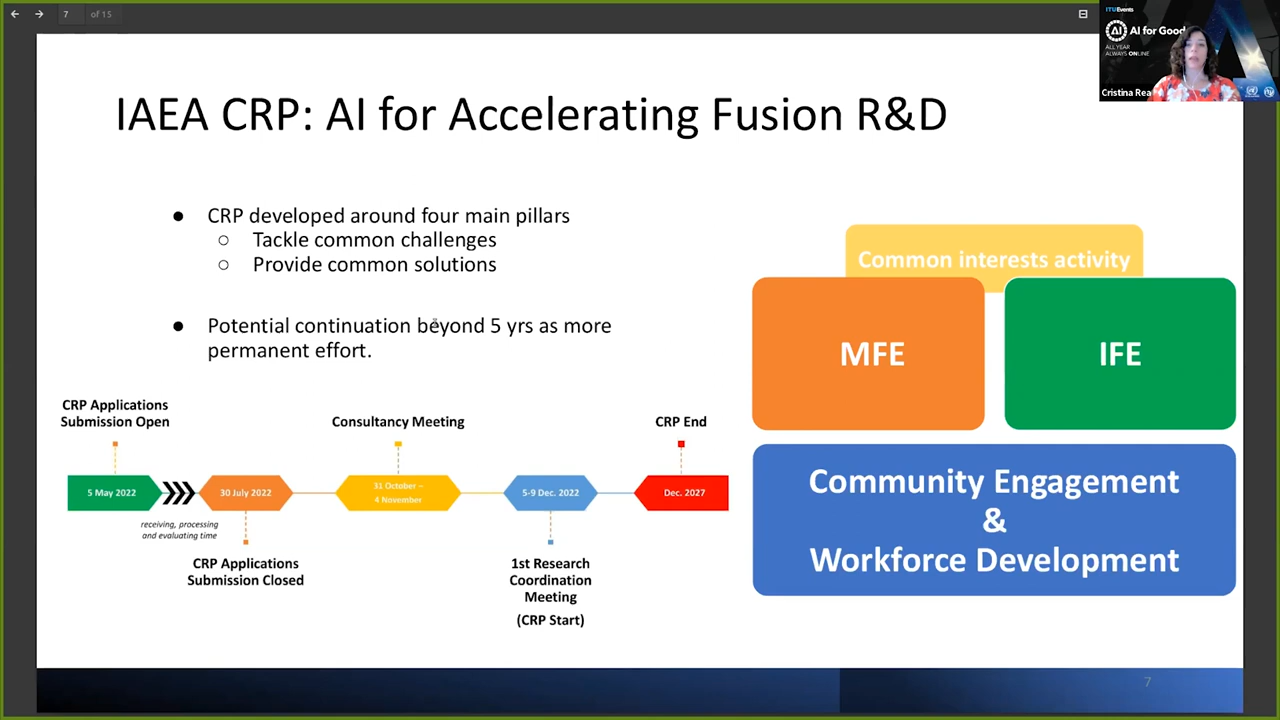 7 of 15
ITUEvents
AI AI for Good
ALL YEAR
ALWAYS ONLINE
Cristina Rea
IAEA CRP: AI for Accelerating Fusion R&D
● CRP developed around four main pillars
○ Tackle common challenges
○ Provide common solutions
● Potential continuation beyond 5 yrs as more
permanent effort.
Common interests activity
MFE
IFE
Community Engagement
&
Workforce Development
CRP Applications
Submission Open
Consultancy Meeting
CRP End
5 May 2022
30 July 2022
31 October –
4 November
5-9 Dec. 2022
Dec. 2027
receiving, processing
and evaluating time
CRP Applications
Submission Closed
1st Research
Coordination
Meeting
(CRP Start)
7